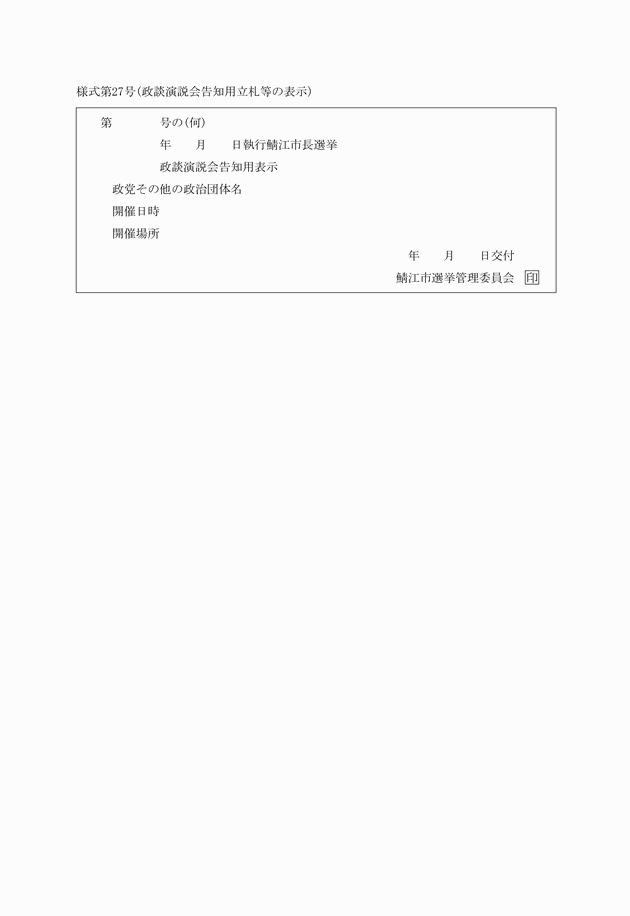 様式第27号(政談演説会告知用立札等の表示)
第　　　　号の(何)
年　　月　　日執行鯖江市長選挙
政談演説会告知用表示
政党その他の政治団体名
開催日時
開催場所
年　　月　　日交付
鯖江市選挙管理委員会　印